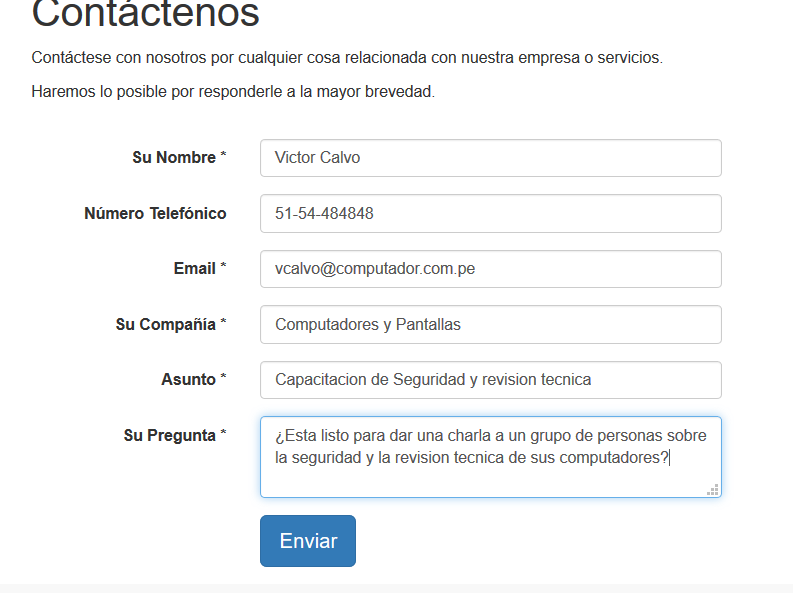 Contáctenos
Contáctese con nosotros por cualquier cosa relacionada con nuestra empresa o servicios.
Haremos lo posible por responderle a la mayor brevedad.
Su Nombre * Victor Calvo
Número Telefónico 51-54-484848
Email * vcalvo@computador.com.pe
Su Compañía * Computadores y Pantallas
Asunto * Capacitacion de Seguridad y revision tecnica
Su Pregunta * ¿Esta listo para dar una charla a un grupo de personas sobre
la seguridad y la revision tecnica de sus computadores?
Enviar